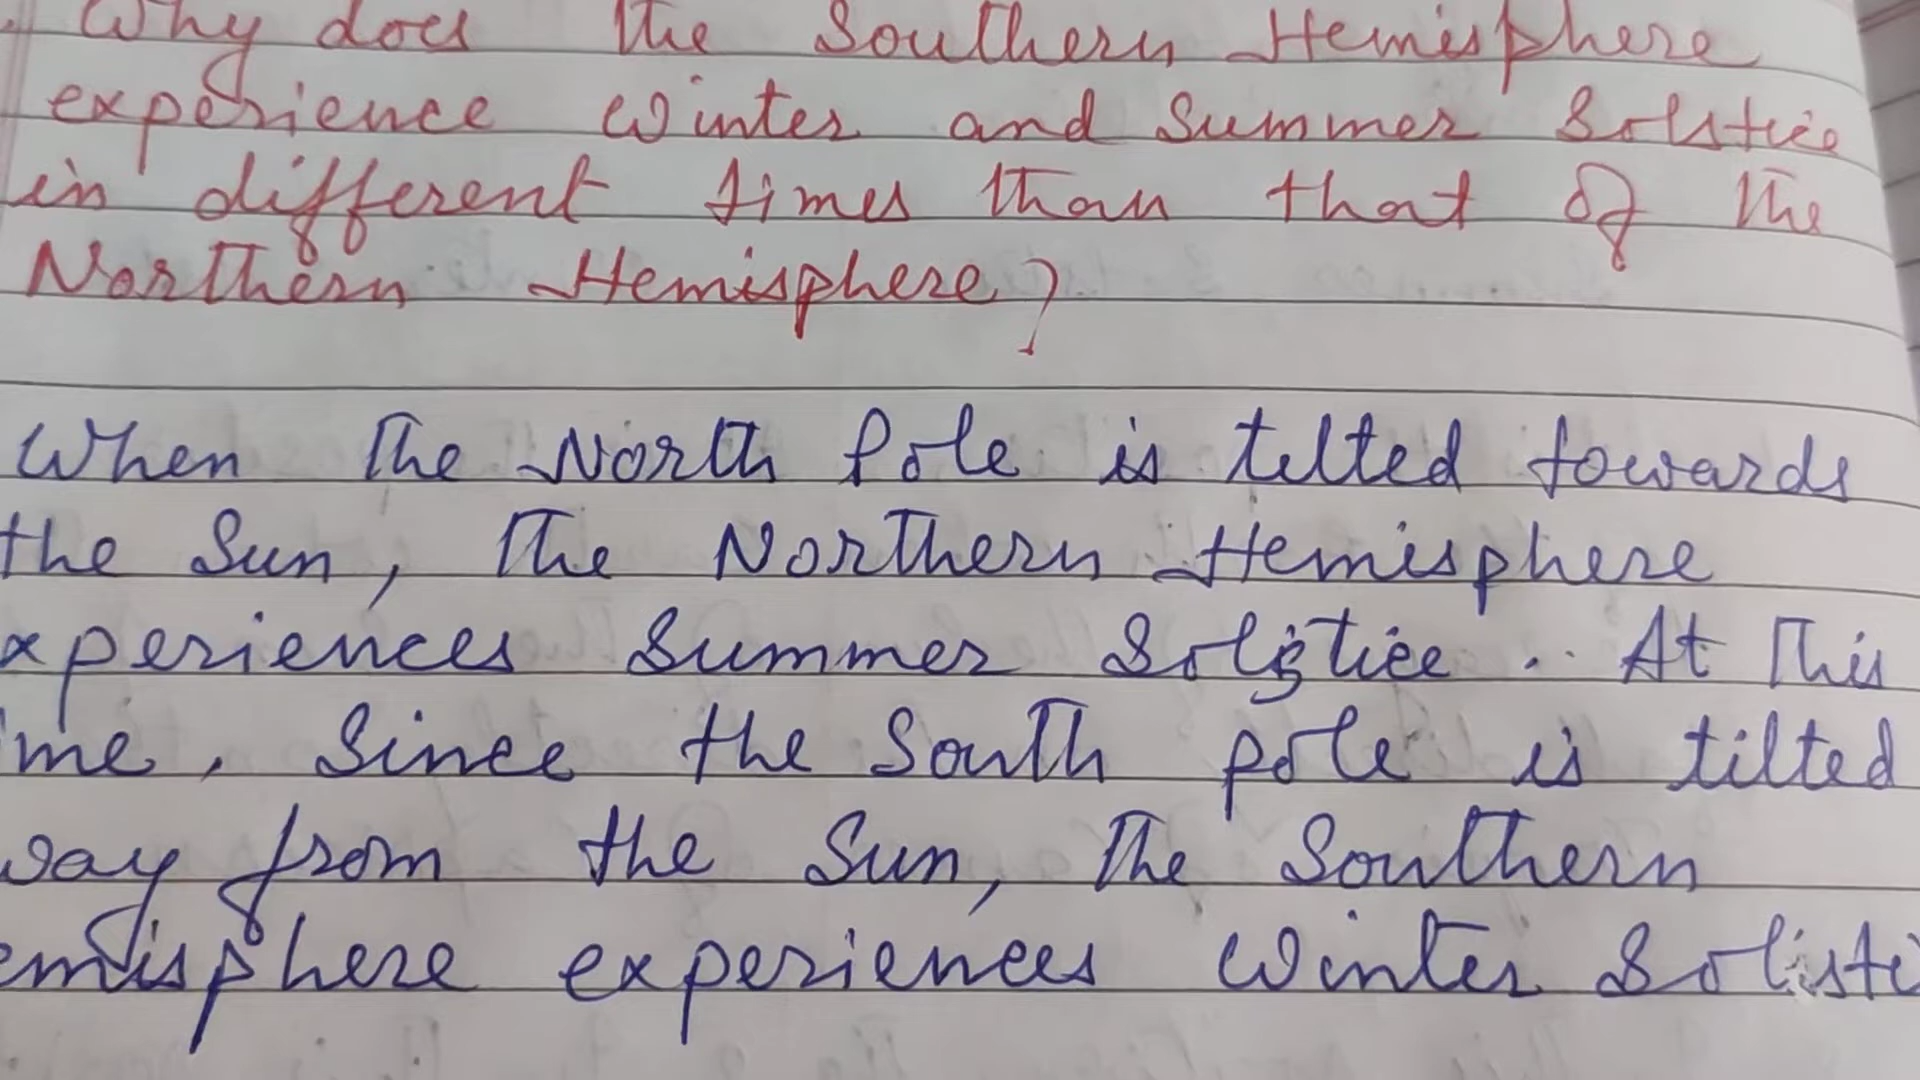 Why does the Southern Hemisphere
experience Winter and Summer Solstice
in different times than that of the
Northern Hemisphere?
When the North Pole is tilted towards
the Sun, the Northern Hemisphere
xperiences Summer Solstice. At this
me, Since the South pole is tilted
way from the Sun, the Southern
emisphere experiences Winter Solisti